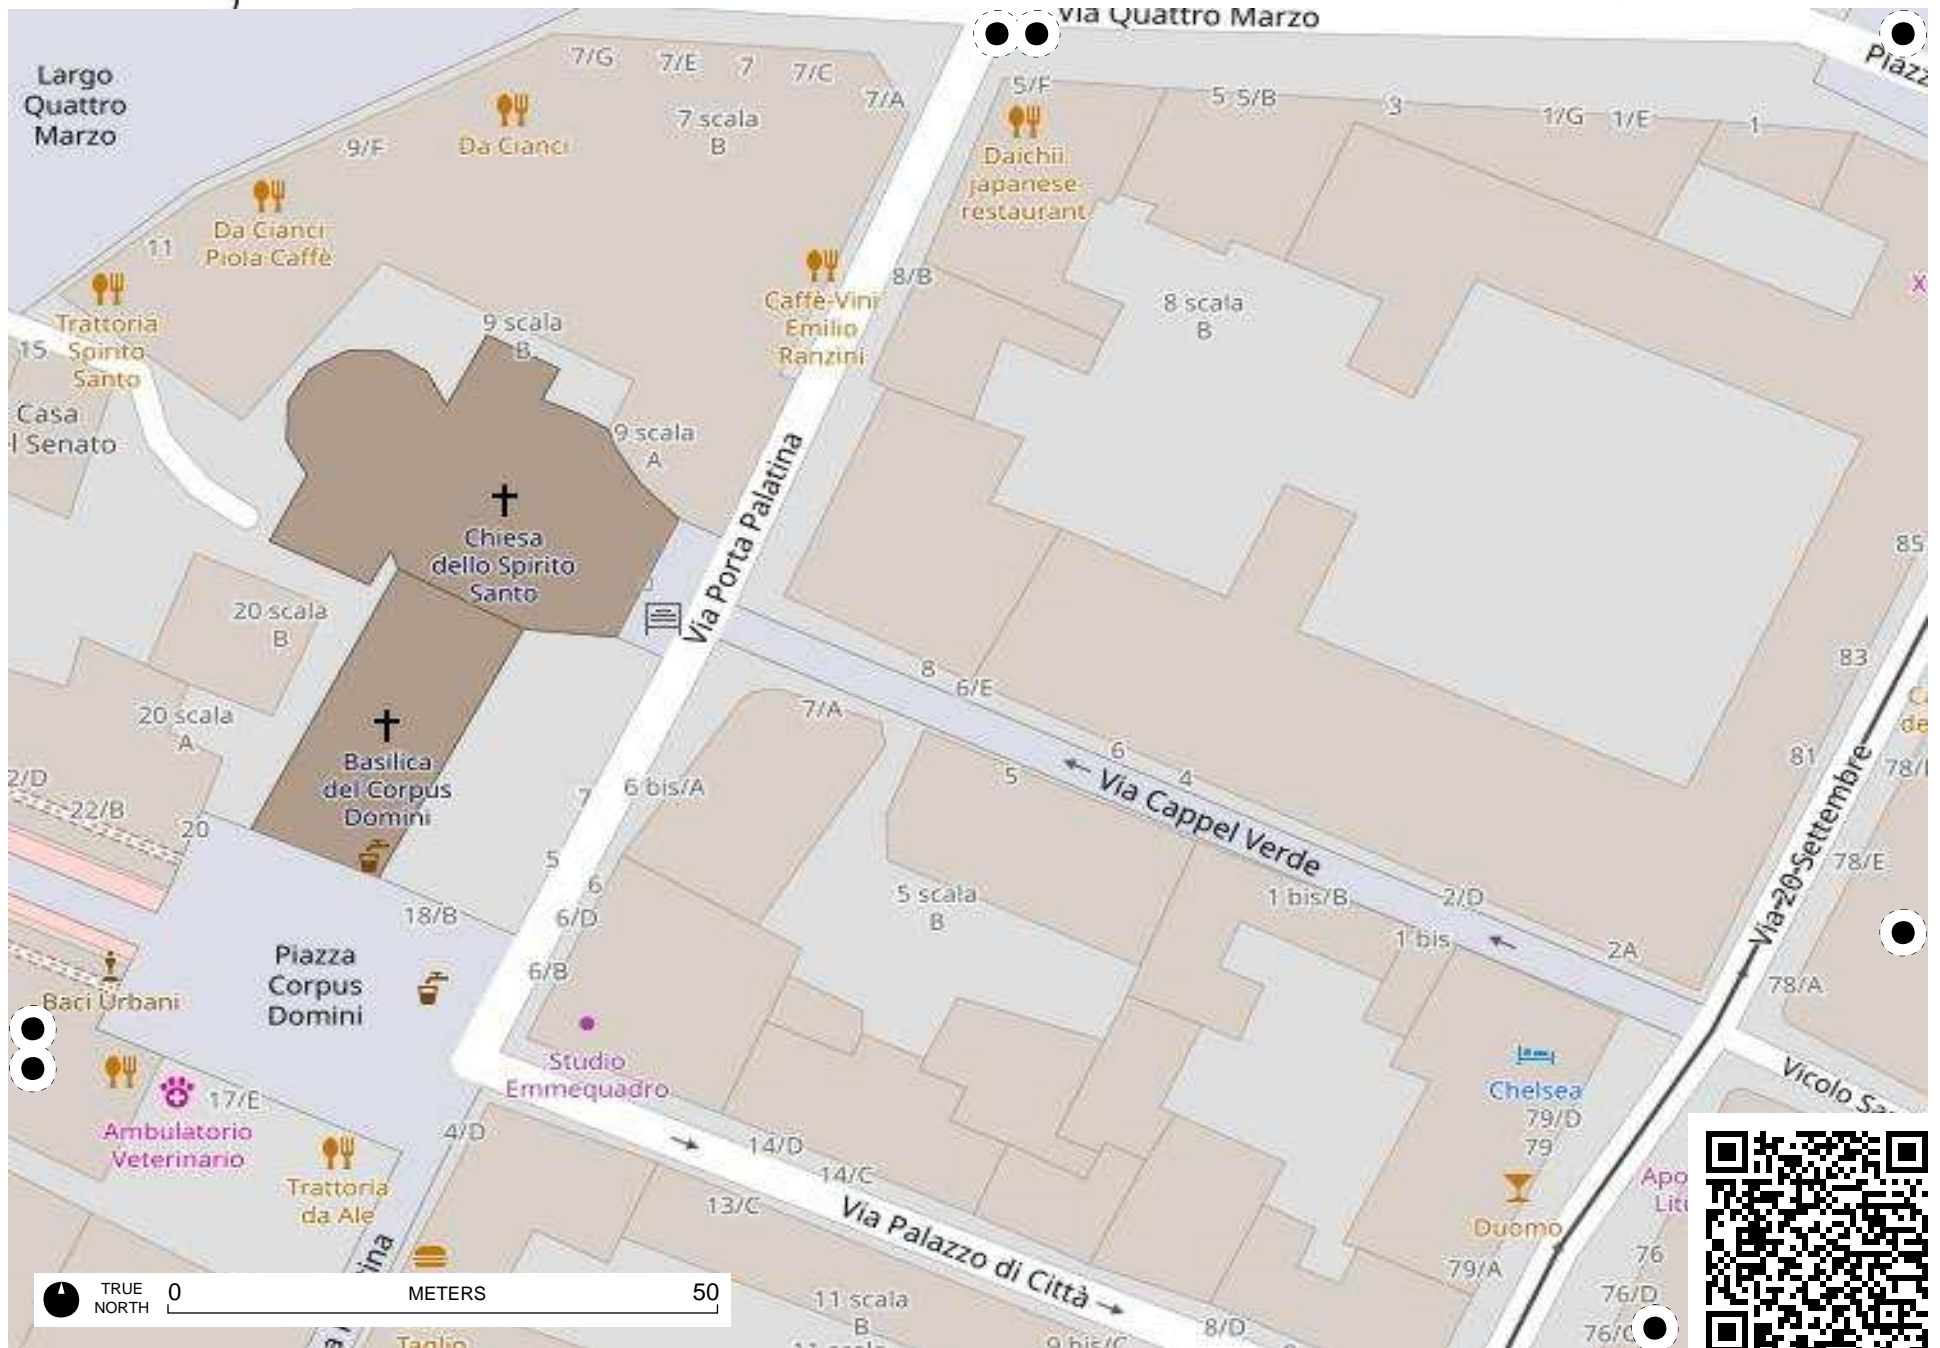 Via Quattro Marzo
Largo
Quattro
Marzo
7/G
7/E
7
7/C
7/A
7 scala
B
9/F
Da Cianci
5/F
Daichii
japanese
restaurant
5
5/B
3
1/G
1/E
1
Da Cianci
Piola Caffè
11
Trattoria
Spirito
Santo
15
Casa
l Senato
9 scala
B
9 scala
A
Caffè-Vini
Emilio
Ranzini
8/B
8 scala
B
Via Porta Palatina
Chiesa
dello Spirito
Santo
20 scala
B
20 scala
A
Basilica
del Corpus
Domini
2/D
22/B
20
18/B
7
5
6 bis/A
6
6/D
6/B
7/A
8
6/E
6
4
5
Via Cappel Verde
5 scala
B
1 bis/B
1 bis
2/D
2A
85
83
81
Via 20 Settembre
78/E
78/A
Vicolo Sa
Piazza
Corpus
Domini
Baci Urbani
17/E
Ambulatorio
Veterinario
Trattoria
da Ale
4/D
Studio
Emmequadro
14/D
14/C
13/C
Via Palazzo di Città
11 scala
B
11 scala
9 bis/C
8/D
Chelsea
79/D
79
Duomo
79/A
76
76/D
Taglio
TRUE
NORTH
0
METERS
50